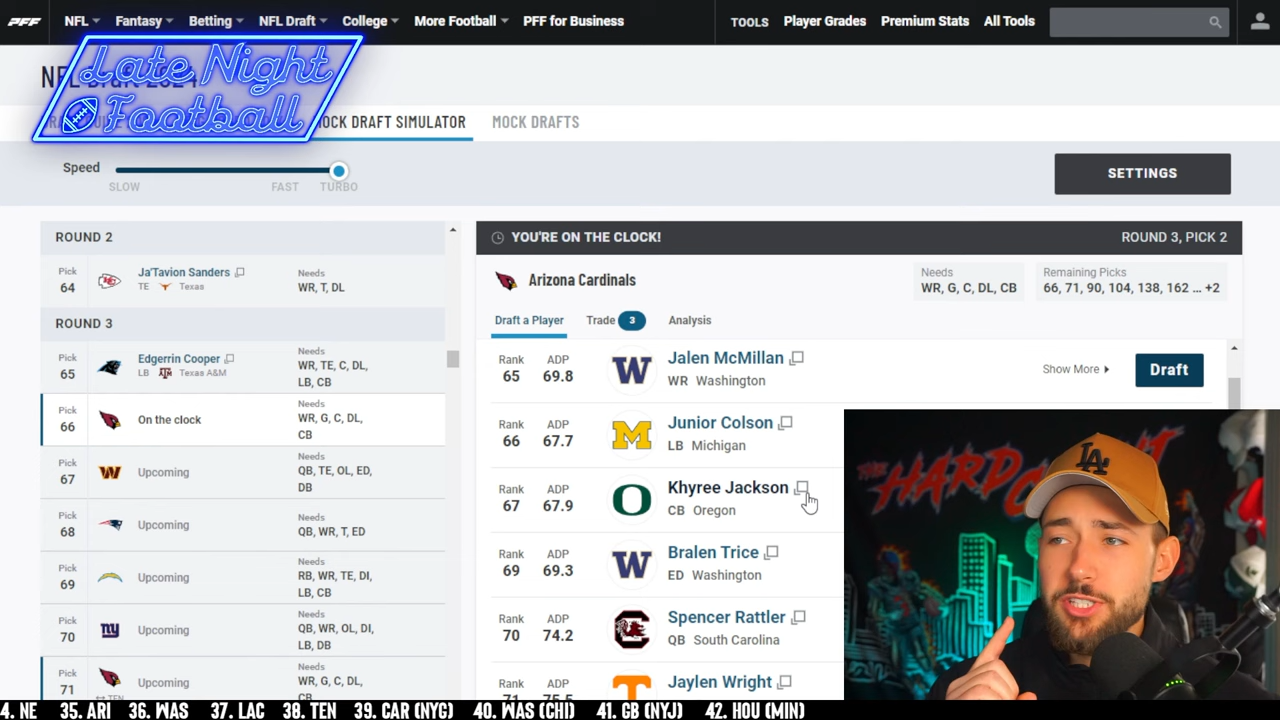 PFF NFL Fantasy Betting NFL Draft College More Football PFF for Business TOOLS Player Grades Premium Stats All Tools
Late Night
Football
MOCK DRAFT SIMULATOR MOCK DRAFTS
Speed
SLOW FAST TURBO
SETTINGS
ROUND 2
Pick 64
Ja'Tavion Sanders
TE Texas
Needs
WR, T, DL
ROUND 3
Pick 65
Edgerrin Cooper
LB Texas A&M
Needs
WR, TE, C, DL,
LB, CB
Pick 66
On the clock
Needs
WR, G, C, DL,
CB
Pick 67
Upcoming
Needs
QB, TE, OL, ED,
DB
Pick 68
Upcoming
Needs
QB, WR, T, ED
Pick 69
Upcoming
Needs
RB, WR, TE, DI,
LB, CB
Pick 70
Upcoming
Needs
QB, WR, OL, DI,
LB, DB
Pick 71
TEN
Upcoming
Needs
WR, G, C, DL,
CB
YOU'RE ON THE CLOCK! ROUND 3, PICK 2
Arizona Cardinals
Needs
WR, G, C, DL, CB
Remaining Picks
66, 71, 90, 104, 138, 162 ... +2
Draft a Player Trade 3 Analysis
Rank 65 ADP 69.8
Jalen McMillan
WR Washington
Show More
Draft
Rank 66 ADP 67.7
Junior Colson
LB Michigan
Rank 67 ADP 67.9
Khyree Jackson
CB Oregon
Rank 69 ADP 69.3
Bralen Trice
ED Washington
Rank 70 ADP 74.2
Spencer Rattler
QB South Carolina
Rank 71 ADP 75.5
Jaylen Wright
THE HARDCOUNT
LA
4. NE 35. ARI 36. WAS 37. LAC 38. TEN 39. CAR (NYG) 40. WAS (CHI) 41. GB (NYJ) 42. HOU (MIN)